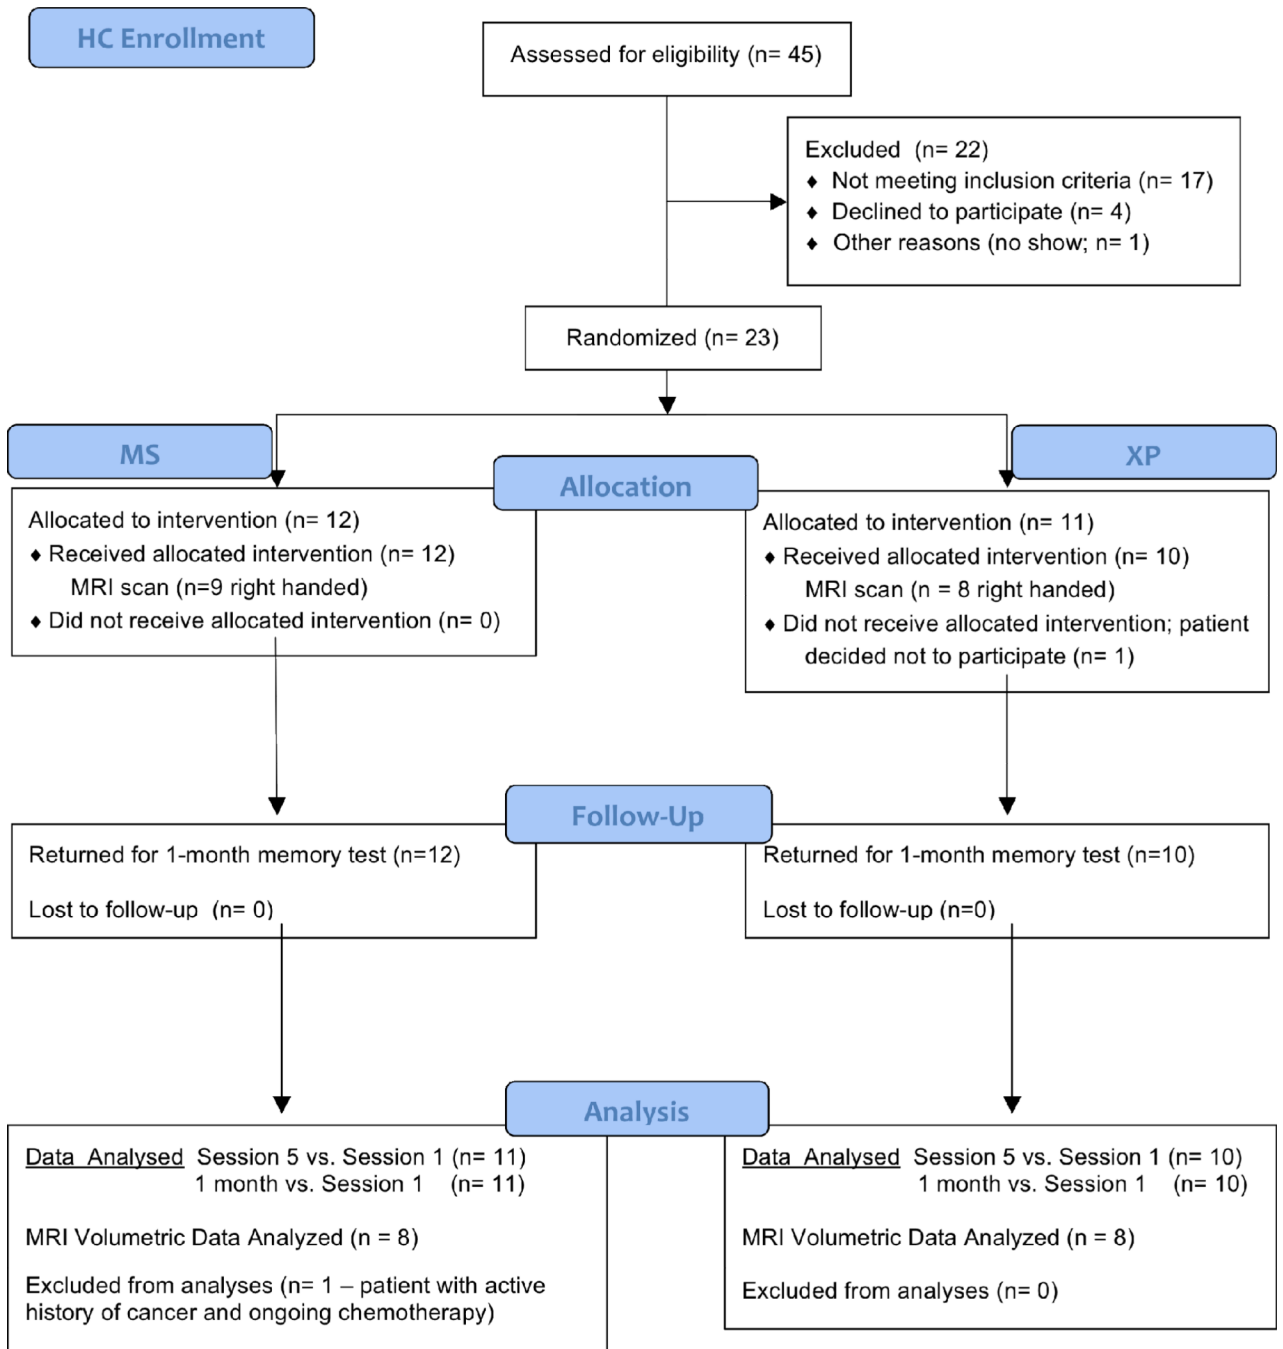 HC Enrollment
Assessed for eligibility (n= 45)
Excluded (n= 22)
♦ Not meeting inclusion criteria (n= 17)
♦ Declined to participate (n= 4)
♦ Other reasons (no show; n= 1)
Randomized (n= 23)
MS
XP
Allocation
Allocated to intervention (n= 12)
♦ Received allocated intervention (n= 12)
MRI scan (n=9 right handed)
♦ Did not receive allocated intervention (n= 0)
Allocated to intervention (n= 11)
♦ Received allocated intervention (n= 10)
MRI scan (n = 8 right handed)
♦ Did not receive allocated intervention; patient
decided not to participate (n= 1)
Follow-Up
Returned for 1-month memory test (n=12)
Lost to follow-up (n= 0)
Returned for 1-month memory test (n=10)
Lost to follow-up (n=0)
Analysis
Data Analysed Session 5 vs. Session 1 (n= 11)
1 month vs. Session 1 (n= 11)
MRI Volumetric Data Analyzed (n = 8)
Excluded from analyses (n= 1 – patient with active
history of cancer and ongoing chemotherapy)
Data Analysed Session 5 vs. Session 1 (n= 10)
1 month vs. Session 1 (n= 10)
MRI Volumetric Data Analyzed (n = 8)
Excluded from analyses (n= 0)